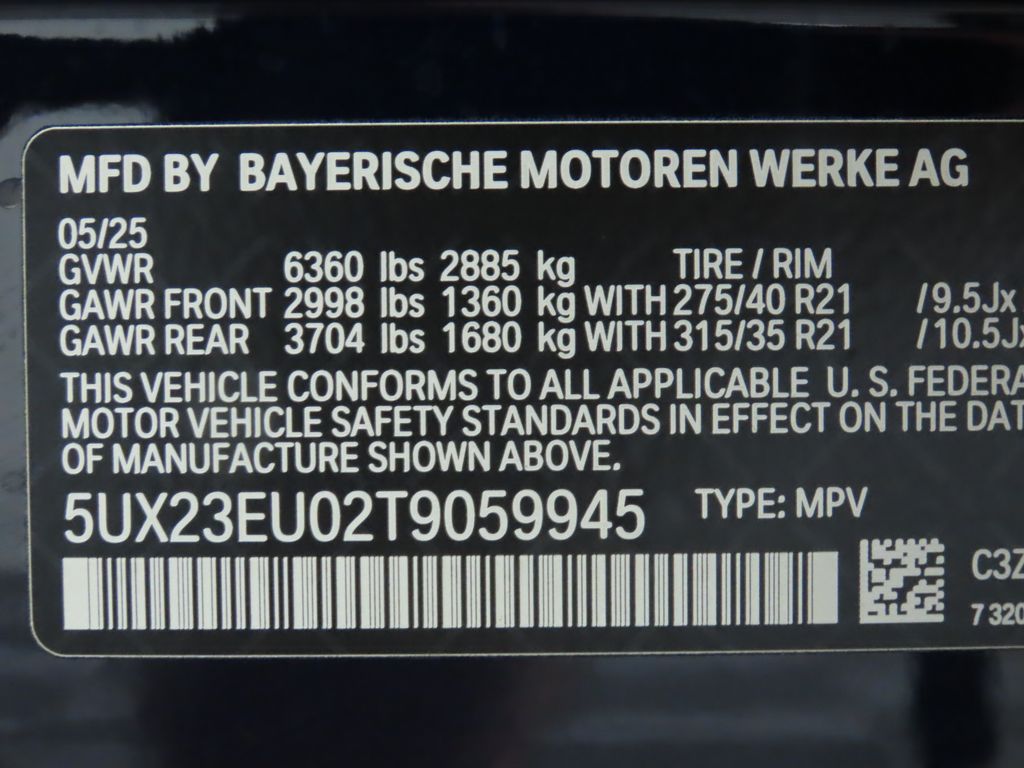 MFD BY BAYERISCHE MOTOREN WERKE AG
05/25
GVWR 6360 lbs 2885 kg TIRE / RIM
GAWR FRONT 2998 lbs 1360 kg WITH 275/40 R21 /9.5Jx
GAWR REAR 3704 lbs 1680 kg WITH 315/35 R21 /10.5Jx
THIS VEHICLE CONFORMS TO ALL APPLICABLE U. S. FEDERA
MOTOR VEHICLE SAFETY STANDARDS IN EFFECT ON THE DAT
OF MANUFACTURE SHOWN ABOVE.
5UX23EU02T9059945 TYPE: MPV
C3Z
7 320